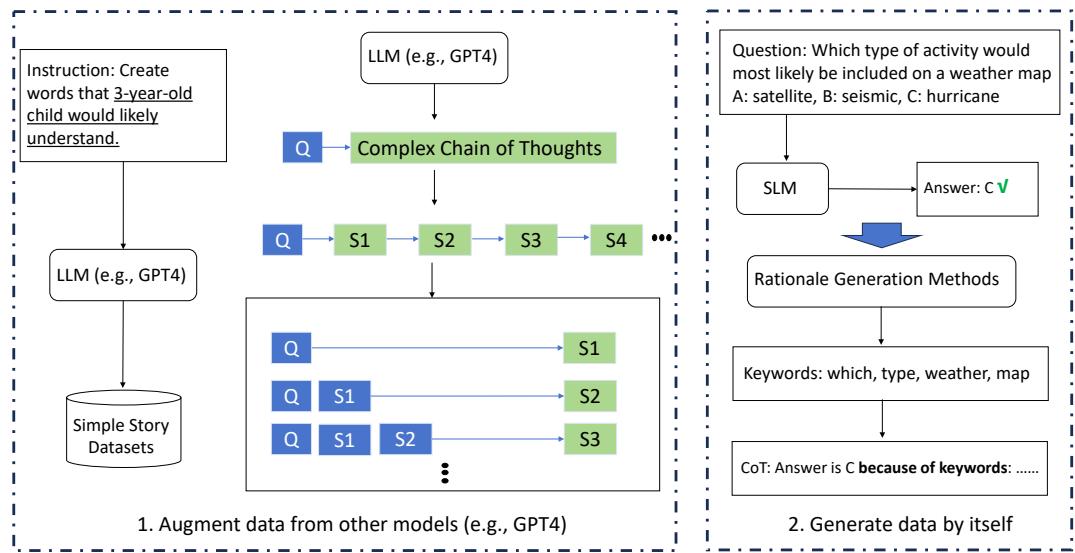 Instruction: Create
words that 3-year-old
child would likely
understand.
LLM (e.g., GPT4)
Simple Story
Datasets
LLM (e.g., GPT4)
Q
Complex Chain of Thoughts
Q S1 S2 S3 S4 •••
Q S1
Q S1 S2
Q S1 S2 S3
1. Augment data from other models (e.g., GPT4)
Question: Which type of activity would
most likely be included on a weather map
A: satellite, B: seismic, C: hurricane
SLM
Answer: C √
Rationale Generation Methods
Keywords: which, type, weather, map
CoT: Answer is C because of keywords: ......
2. Generate data by itself